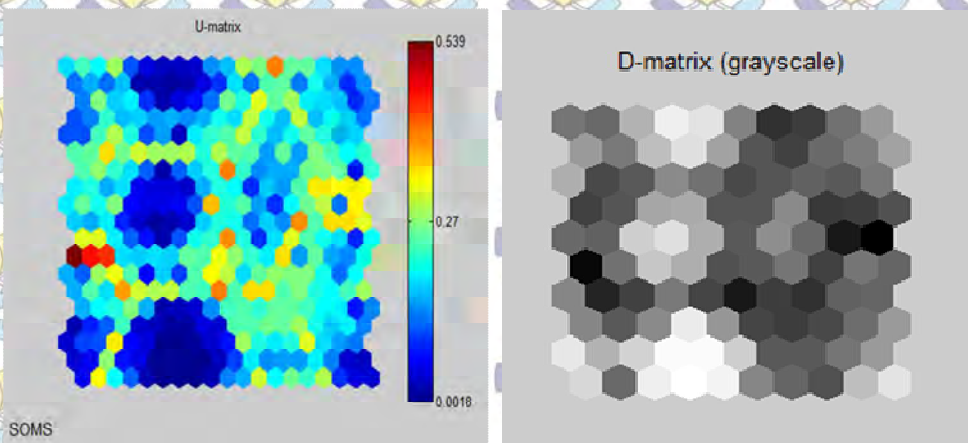 U-matrix
0.539
0.27
0.0018
SOMS
D-matrix (grayscale)